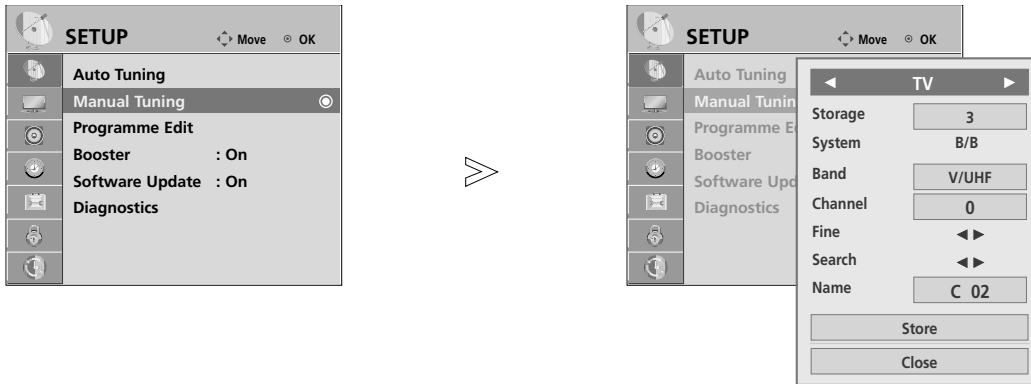 SETUP Move OK
Auto Tuning
Manual Tuning
Programme Edit
Booster : On
Software Update : On
Diagnostics
SETUP Move OK
Auto Tuning
Manual Tunin
Programme E
Booster
Software Upd
Diagnostics
◄ TV ►
Storage 3
System B/B
Band V/UHF
Channel 0
Fine ◄ ►
Search ◄ ►
Name C 02
Store
Close